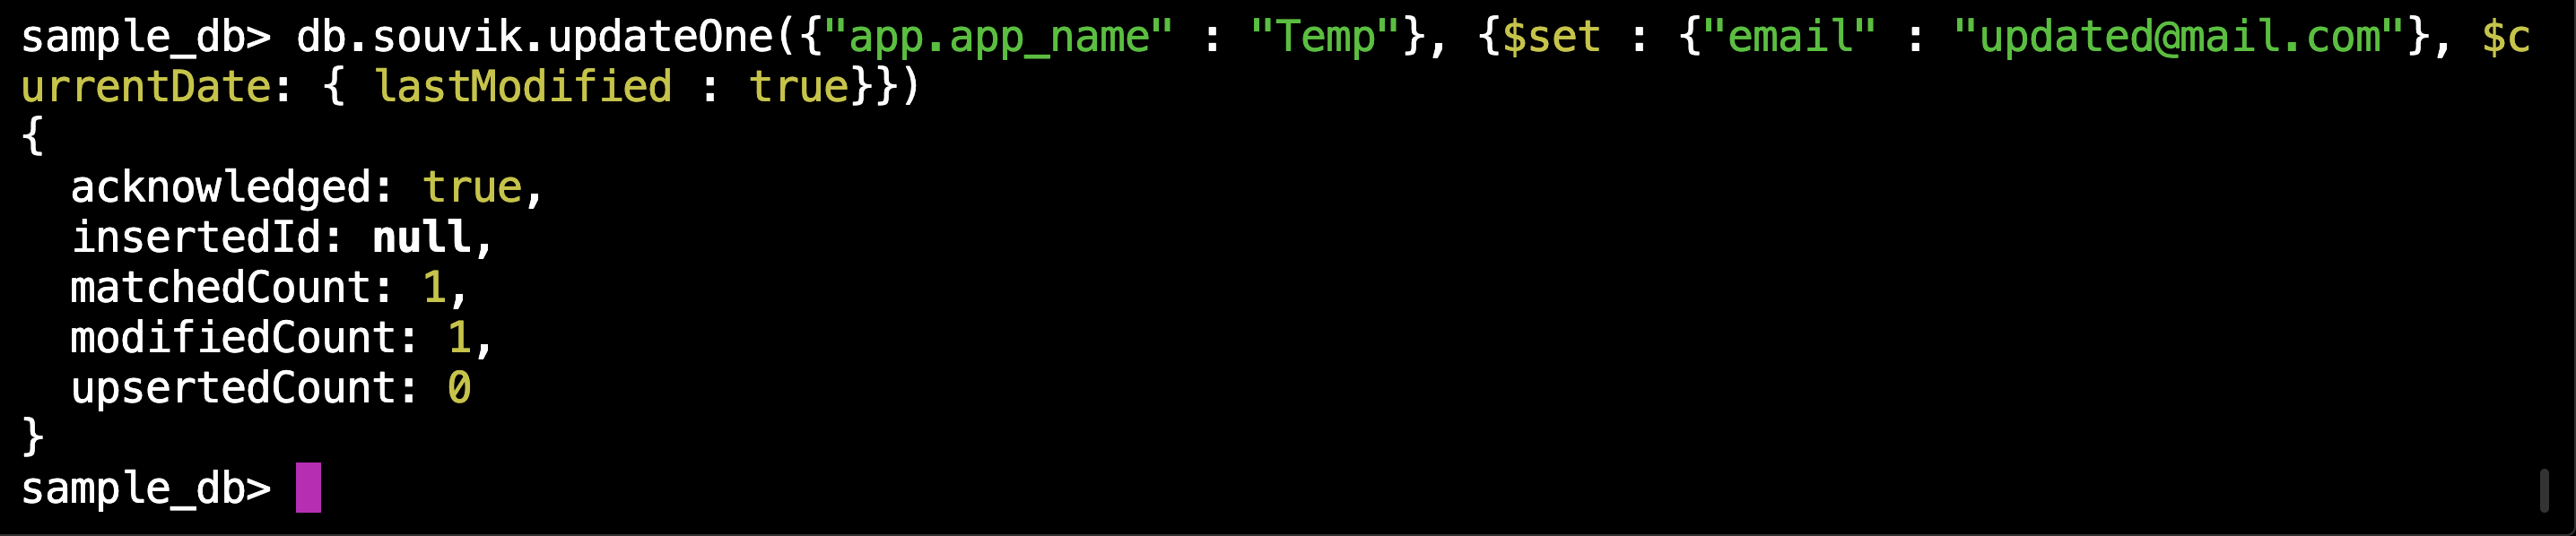 sample_db> db.souvik.updateOne({"app.app_name" : "Temp"}, {$set : {"email" : "updated@mail.com"}, $c
urrentDate: { lastModified : true}})
{
  acknowledged: true,
  insertedId: null,
  matchedCount: 1,
  modifiedCount: 1,
  upsertedCount: 0
}
sample_db>